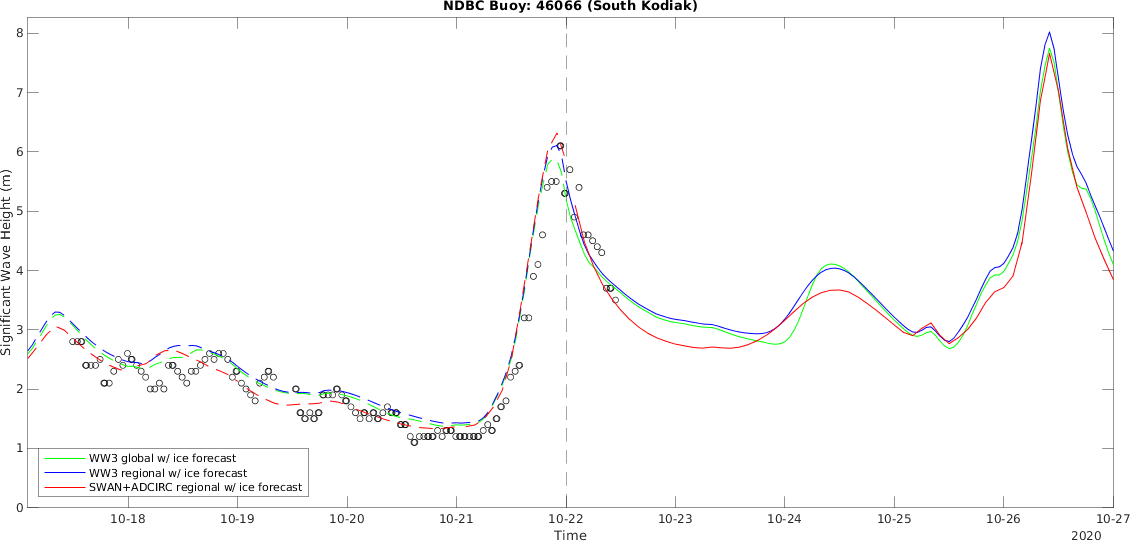 NDBC Buoy: 46066 (South Kodiak)
8
7
6
5
4
3
2
1
0
Significant Wave Height (m)
WW3 global w/ ice forecast
WW3 regional w/ ice forecast
SWAN+ADCIRC regional w/ ice forecast
10-18 10-19 10-20 10-21 10-22 10-23 10-24 10-25 10-26 10-27
Time
2020